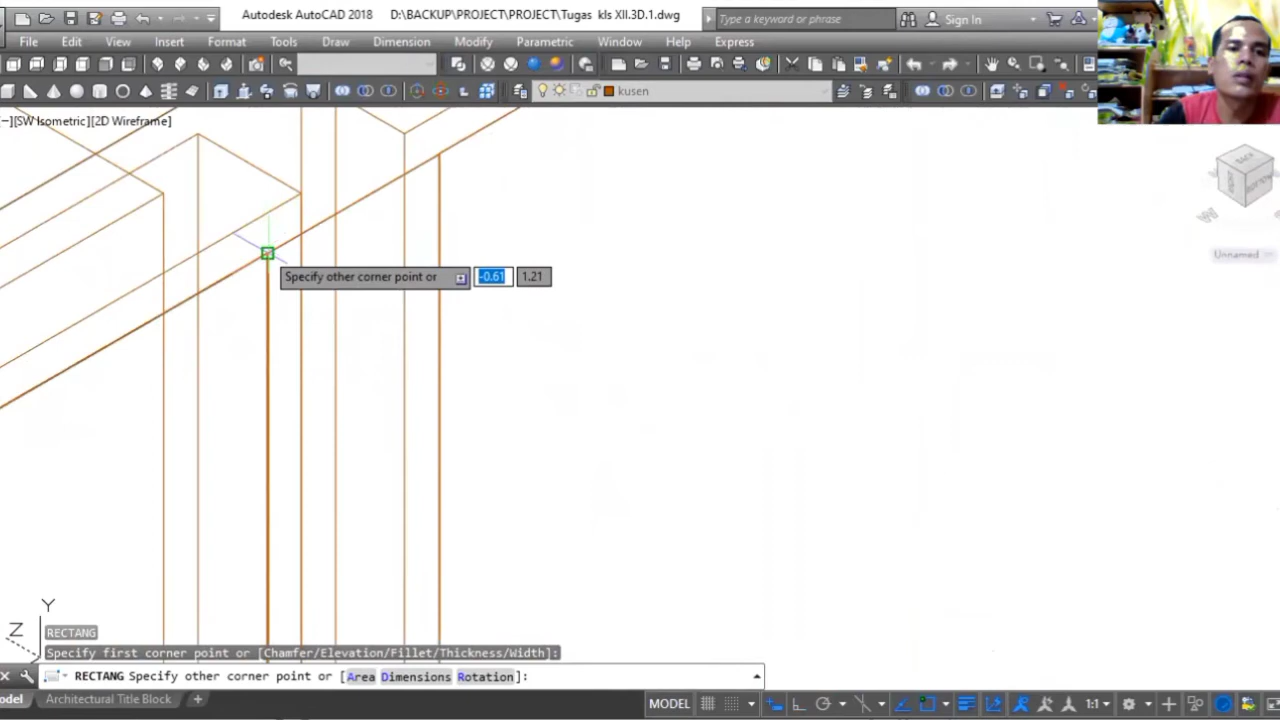 Autodesk AutoCAD 2018 D:\BACKUP\PROJECT\PROJECT\Tugas kls XII.3D.1.dwg Type a keyword or phrase Sign In
File Edit View Insert Format Tools Draw Dimension Modify Parametric Window Help Express
kusen
−][SW Isometric][2D Wireframe]
BACK
BOTTOM
W
Unnamed
Specify other corner point or -0.61 1.21
Y
Z
RECTANG
Specify first corner point or [Chamfer/Elevation/Fillet/Thickness/Width]:
RECTANG Specify other corner point or [Area Dimensions Rotation]:
odel Architectural Title Block +
MODEL 1:1